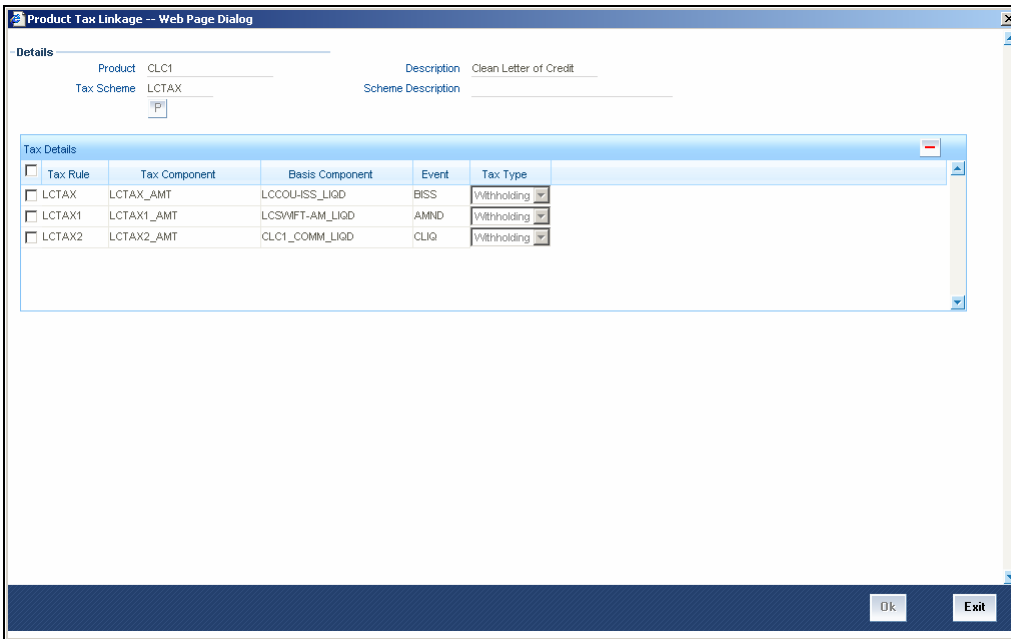 Product Tax Linkage -- Web Page Dialog
Details
Product CLC1 Description Clean Letter of Credit
Tax Scheme LCTAX Scheme Description
P
Tax Details
Tax Rule Tax Component Basis Component Event Tax Type
LCTAX LCTAX_AMT LCCOU-ISS_LIQD BISS Withholding
LCTAX1 LCTAX1_AMT LCSWIFT-AM_LIQD AMND Withholding
LCTAX2 LCTAX2_AMT CLC1_COMM_LIQD CLIQ Withholding
Ok Exit